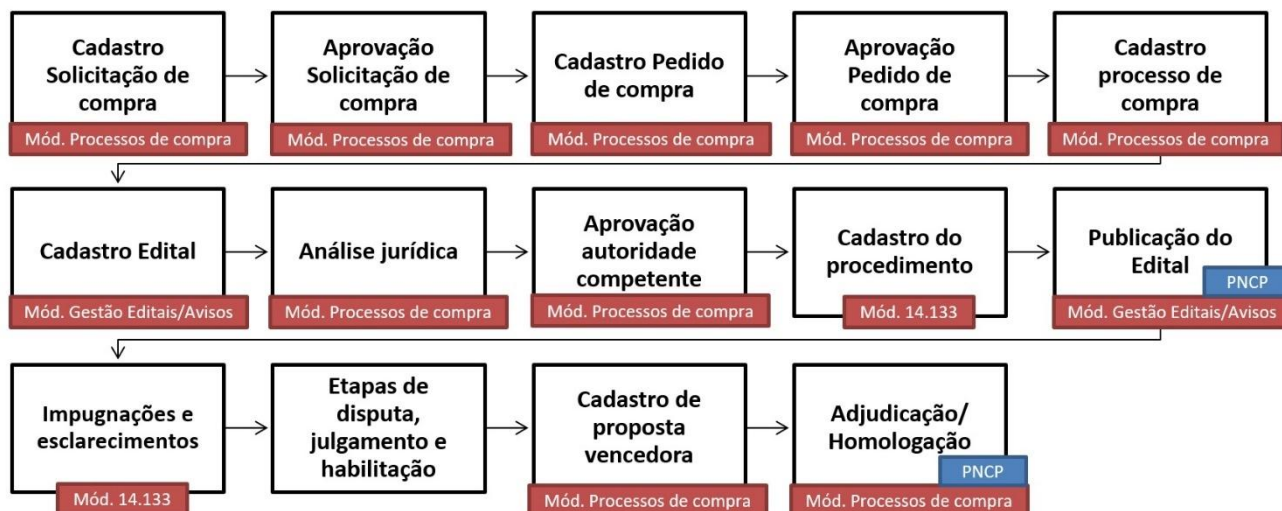 Cadastro
Solicitação de
compra
Mód. Processos de compra
Aprovação
Solicitação de
compra
Mód. Processos de compra
Cadastro Pedido
de compra
Mód. Processos de compra
Aprovação
Pedido de
compra
Mód. Processos de compra
Cadastro
processo de
compra
Mód. Processos de compra
Cadastro Edital
Mód. Gestão Editais/Avisos
Análise jurídica
Mód. Processos de compra
Aprovação
autoridade
competente
Mód. Processos de compra
Cadastro do
procedimento
Mód. 14.133
Publicação do
Edital
PNCP
Mód. Gestão Editais/Avisos
Impugnações e
esclarecimentos
Mód. 14.133
Etapas de
disputa,
julgamento e
habilitação
Cadastro de
proposta
vencedora
Mód. Processos de compra
Adjudicação/
Homologação
PNCP
Mód. Processos de compra